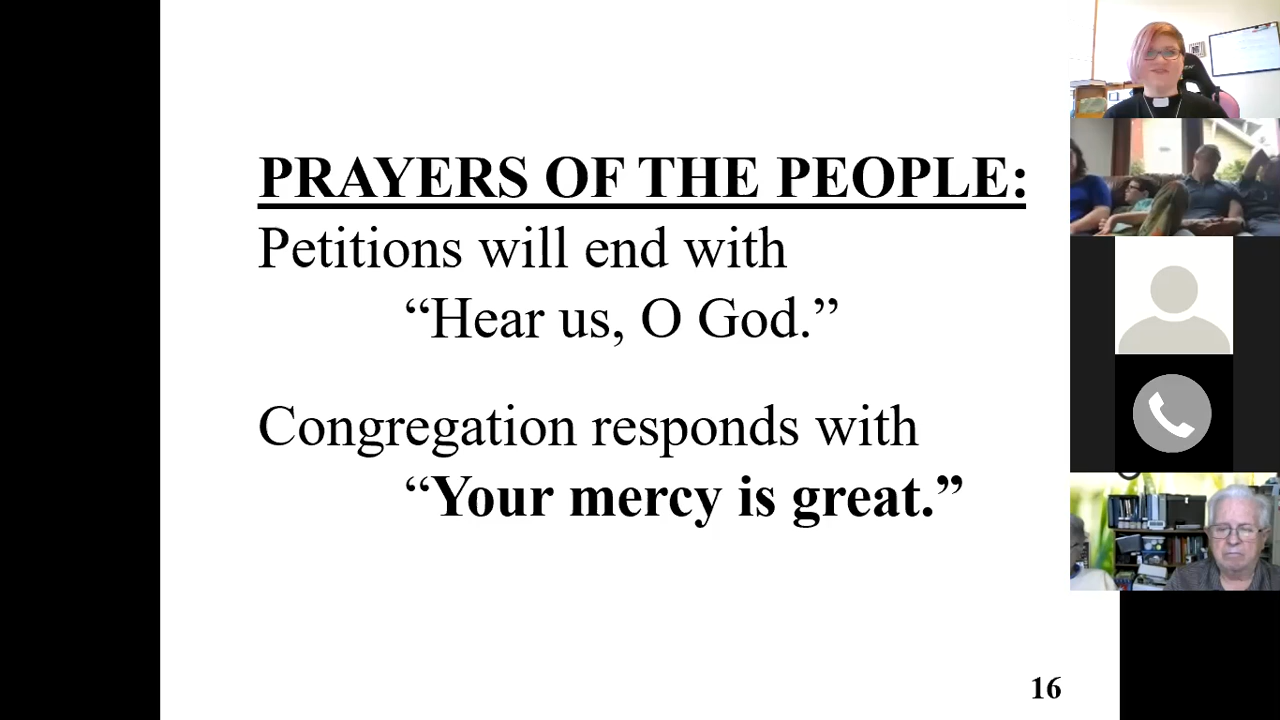 PRAYERS OF THE PEOPLE:
Petitions will end with
“Hear us, O God.”
Congregation responds with
“Your mercy is great.”
16